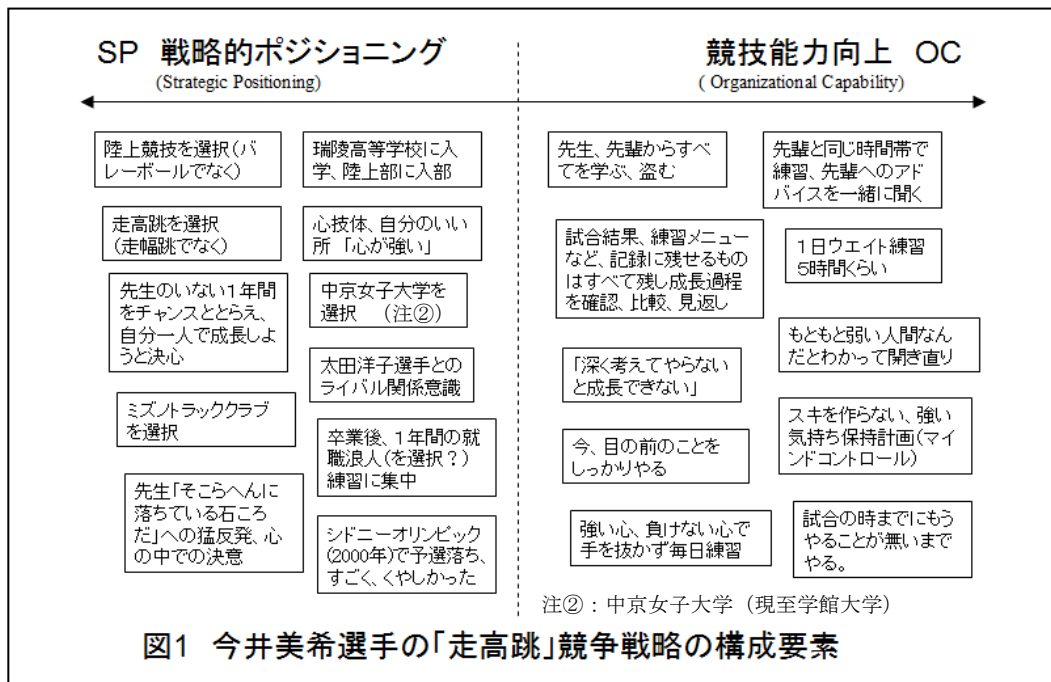 SP 戦略的ポジショニング
(Strategic Positioning)
競技能力向上 OC
( Organizational Capability)
陸上競技を選択(バ
レーボールでなく)
瑞陵高等学校に入
学、陸上部に入部
走高跳を選択
(走幅跳でなく)
心技体、自分のいい
所 「心が強い」
先生のいない1年間
をチャンスととらえ、
自分一人で成長しよ
うと決心
中京女子大学を
選択 (注②)
太田洋子選手との
ライバル関係意識
ミズノトラッククラブ
を選択
卒業後、1年間の就
職浪人(を選択?)
練習に集中
先生「そこらへんに
落ちている石ころ
だ」への猛反発、心
の中での決意
シドニーオリンピック
(2000年)で予選落ち、
すごく、くやしかった
先生、先輩からすべ
てを学ぶ、盗む
先輩と同じ時間帯で
練習、先輩へのアド
バイスを一緒に聞く
試合結果、練習メニュー
など、記録に残せるもの
はすべて残し成長過程
を確認、比較、見返し
1日ウエイト練習
5時間くらい
もともと弱い人間なん
だとわかって開き直り
「深く考えてやらない
と成長できない」
スキを作らない、強い
気持ち保持計画(マイ
ンドコントロール)
今、目の前のことを
しっかりやる
強い心、負けない心で
手を抜かず毎日練習
試合の時までにもう
やることが無いまで
やる。
注②:中京女子大学(現至学館大学)
図1 今井美希選手の「走高跳」競争戦略の構成要素